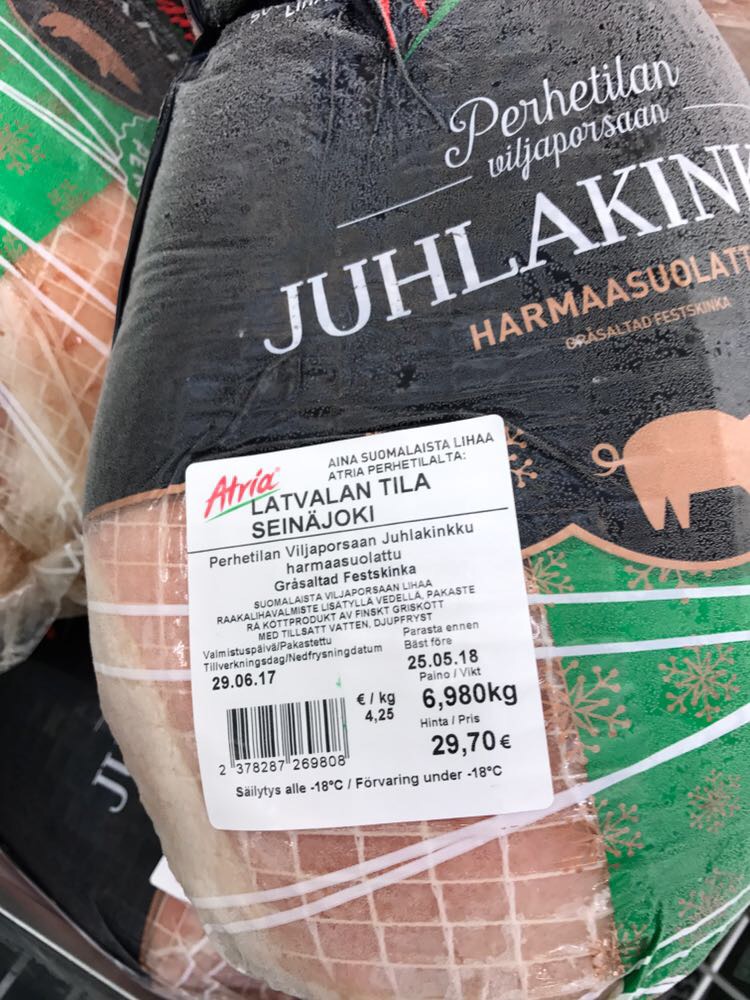 Perhetilan
viljaporsaan
JUHLAKINK
HARMAASUOLATT
GRÅSALTAD FESTSKINKA
Atria
AINA SUOMALAISTA LIHAA
ATRIA PERHETILALTA:
LATVALAN TILA
SEINÄJOKI
Perhetilan Viljaporsaan Juhlakinkku
harmaasuolattu
Gråsaltad Festskinka
SUOMALAISTA VILJAPORSAAN LIHAA
RAAKALIHAVALMISTE LISÄTYLLÄ VEDELLÄ, PAKASTE
RÅ KÖTTPRODUKT AV FINSKT GRISKÖTT
MED TILLSATT VATTEN, DJUPFRYST
Valmistuspäivä/Pakastettu
Tillverkningsdag/Nedfrysningdatum
29.06.17
Parasta ennen
Bäst före
25.05.18
Paino / Vikt
€ / kg
4,25
6,980kg
Hinta / Pris
29,70€
2 378287 269808
Säilytys alle -18°C / Förvaring under -18°C
JU